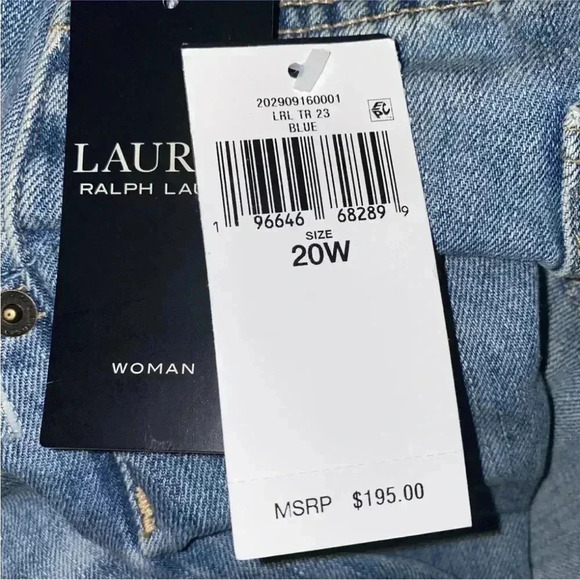 LAUR
RALPH LAU
WOMAN
202909160001
LRL TR 23
BLUE
1 96646 68289 9
SIZE
20W
MSRP $195.00